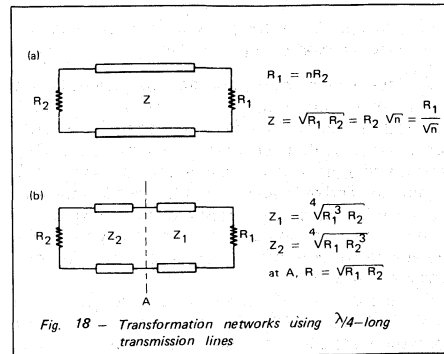 (a)
R2 Z R1
R1 = nR2
Z = √R1 R2 = R2 √n = R1/√n
(b)
R2 Z2 Z1 R1
A
Z1 = ⁴√R1³ R2
Z2 = ⁴√R1 R2³
at A, R = √R1 R2
Fig. 18 – Transformation networks using λ/4–long
transmission lines